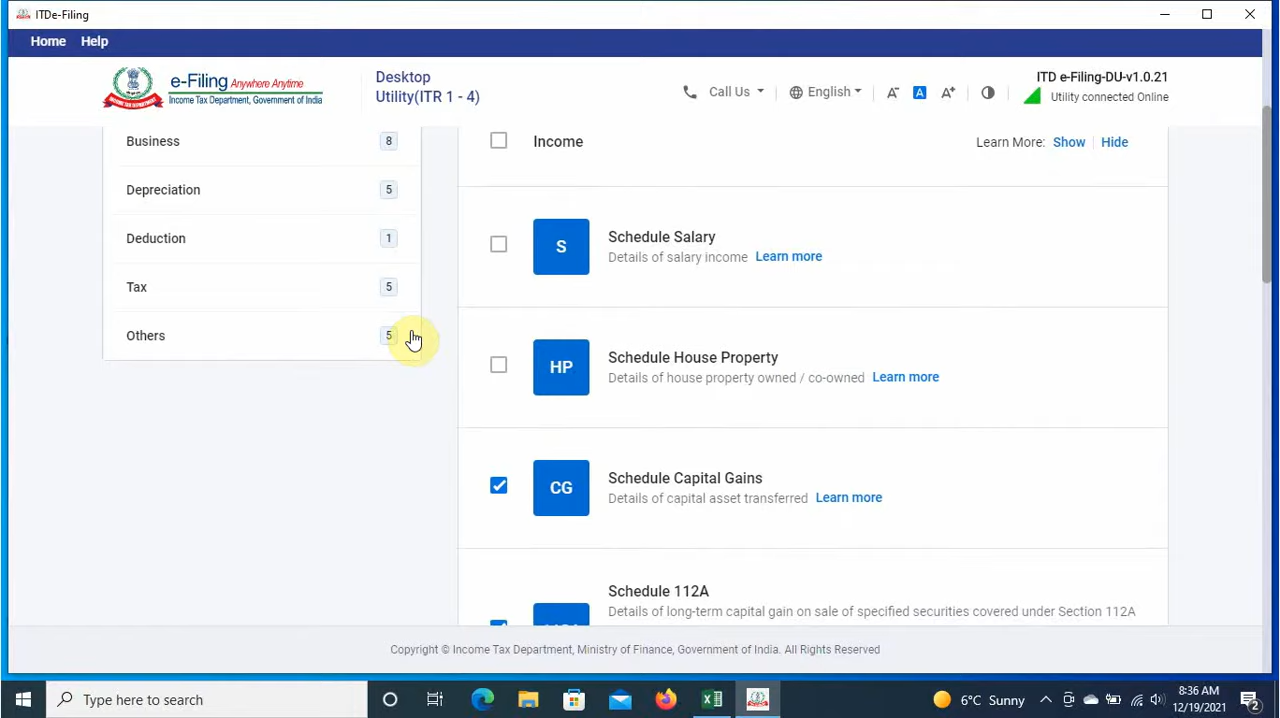 ITDe-Filing
Home Help
e-Filing Anywhere Anytime
Income Tax Department, Government of India
Desktop
Utility(ITR 1 - 4)
Call Us
English
A-
A
A+
ITD e-Filing-DU-v1.0.21
Utility connected Online
Business 8
Depreciation 5
Deduction 1
Tax 5
Others 5
Income
Learn More: Show | Hide
S
Schedule Salary
Details of salary income Learn more
HP
Schedule House Property
Details of house property owned / co-owned Learn more
CG
Schedule Capital Gains
Details of capital asset transferred Learn more
Schedule 112A
Details of long-term capital gain on sale of specified securities covered under Section 112A
Copyright © Income Tax Department, Ministry of Finance, Government of India. All Rights Reserved
Type here to search
6°C Sunny
8:36 AM
12/19/2021
2